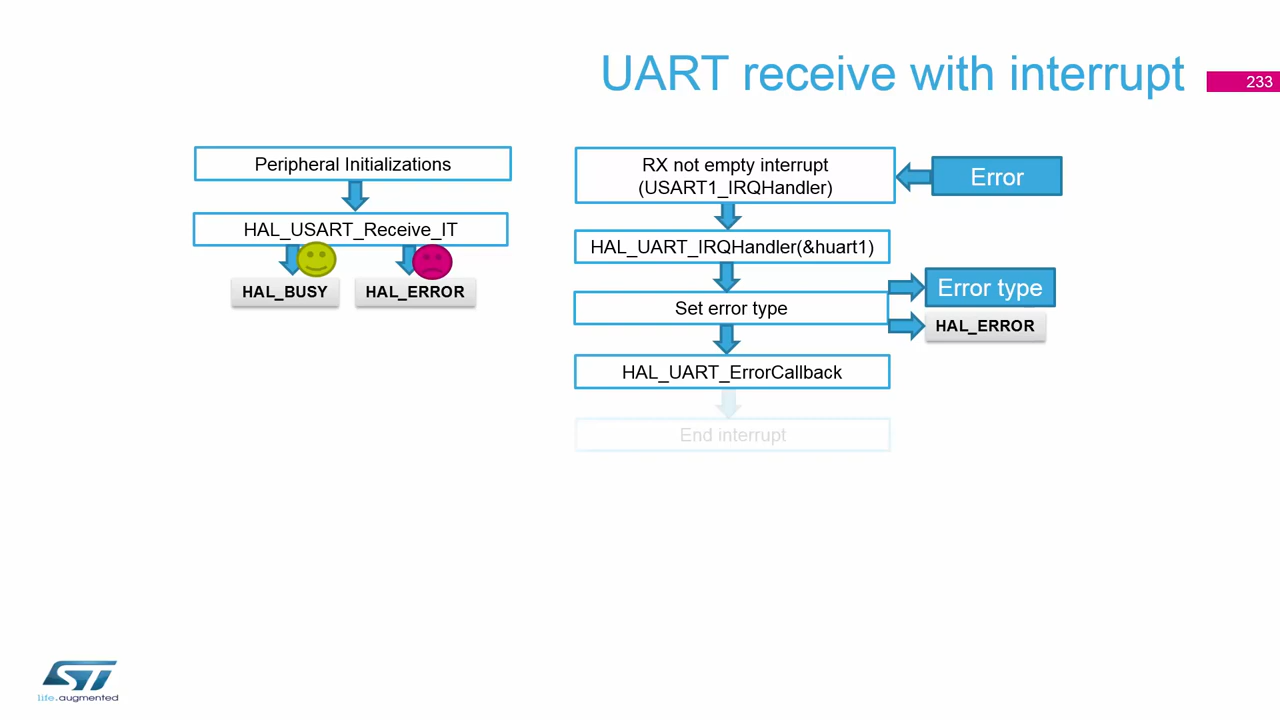 UART receive with interrupt
233
Peripheral Initializations
HAL_USART_Receive_IT
HAL_BUSY
HAL_ERROR
RX not empty interrupt
(USART1_IRQHandler)
Error
HAL_UART_IRQHandler(&huart1)
Set error type
Error type
HAL_ERROR
HAL_UART_ErrorCallback
End interrupt
ST
life.augmented